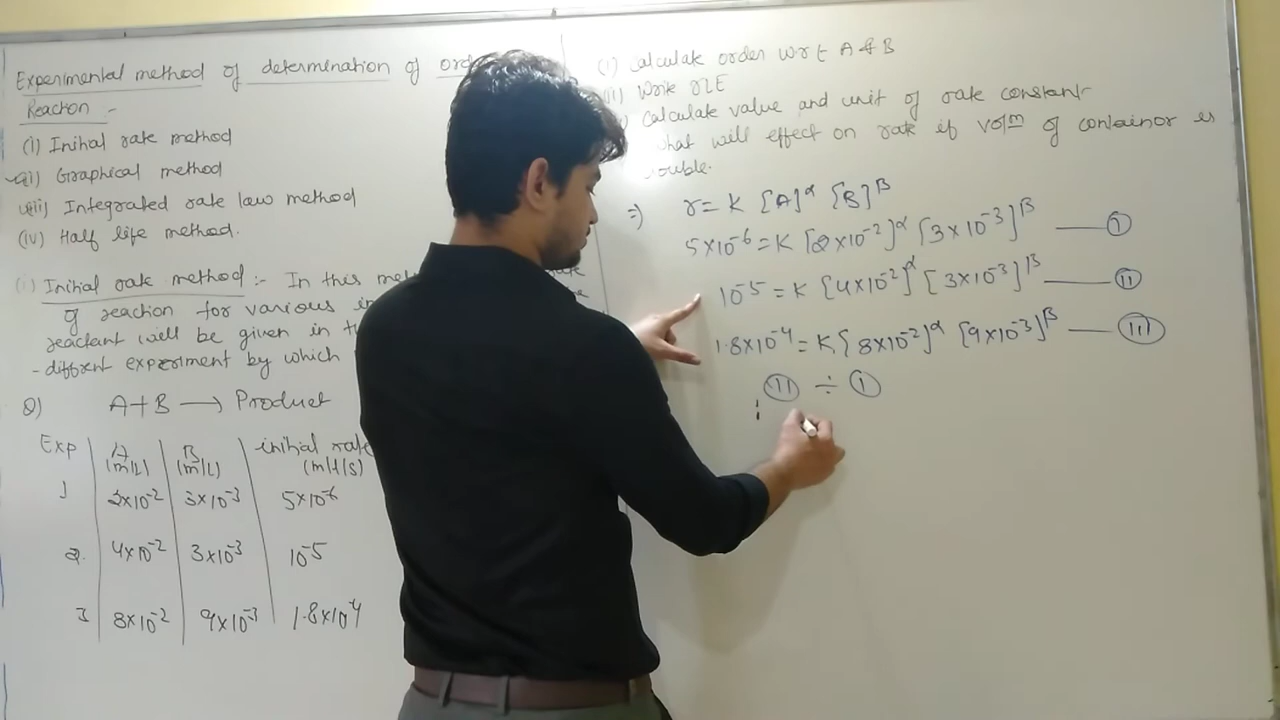 Experimental method of determination of
Reaction -
(I) Inihal rate method
(ii) Graphical method
(iii) Integrated rate law method
(iv) Half life method.
(i) Initial rate method :- In this
of reaction for various
reactant will be given in
- diffrent experiment by which
Q) A+B ⟶ Product
Exp | A (m/L) | B (m/L) | inihal rate (m/l/s)
1 | 2×10⁻² | 3×10⁻³ | 5×10⁻⁶
2. | 4×10⁻² | 3×10⁻³ | 10⁻⁵
3 | 8×10⁻² | 9×10⁻³ | 1.8×10⁻⁴
(i) calculate order w.r.t A & B
Write RLE
calculate value and unit of rate constant
what will effect on rate if volm of container is
double.
⇒) r = K [A]^α [B]^β
5×10⁻⁶ = K [2×10⁻²]^α [3×10⁻³]^β —— (I)
10⁻⁵ = K [4×10⁻²]^α [3×10⁻³]^β —— (II)
1.8×10⁻⁴ = K [8×10⁻²]^α [9×10⁻³]^β —— (III)
(II) ÷ (I)